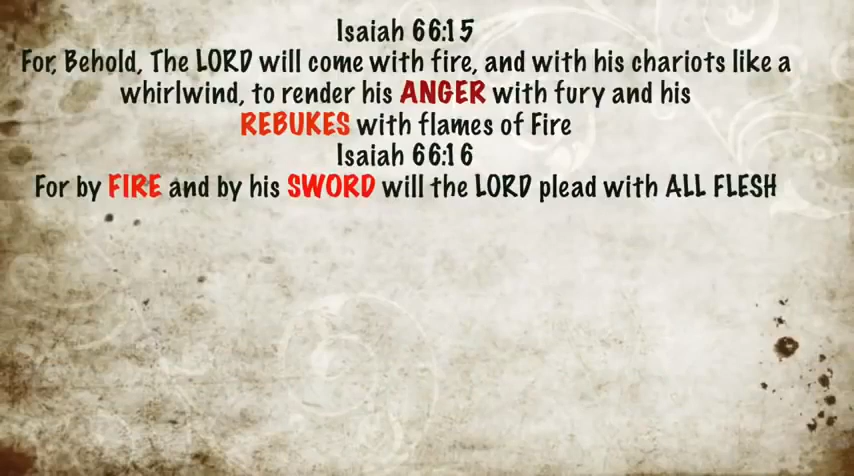 Isaiah 66:15
For, Behold, The LORD will come with fire, and with his chariots like a
whirlwind, to render his ANGER with fury and his
REBUKES with flames of Fire
Isaiah 66:16
For by FIRE and by his SWORD will the LORD plead with ALL FLESH